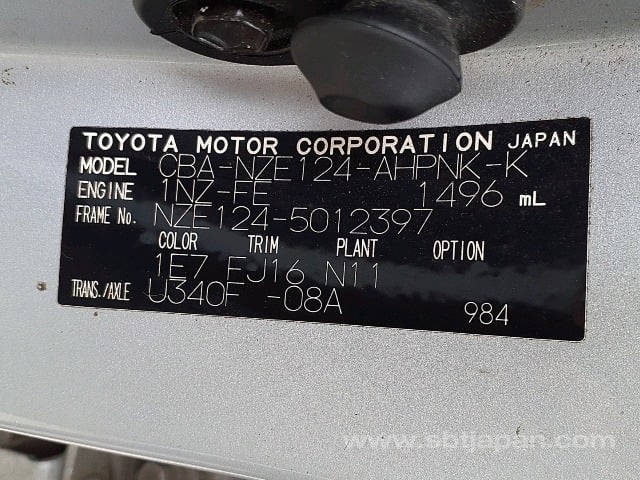 TOYOTA MOTOR CORPORATION JAPAN
MODEL CBA-NZE124-AHPNK-K
ENGINE 1NZ-FE 1496 mL
FRAME No. NZE124-5012397
COLOR TRIM PLANT OPTION
1E7 FJ16 N11
TRANS./AXLE U340F -08A
984
www.sbtjapan.com